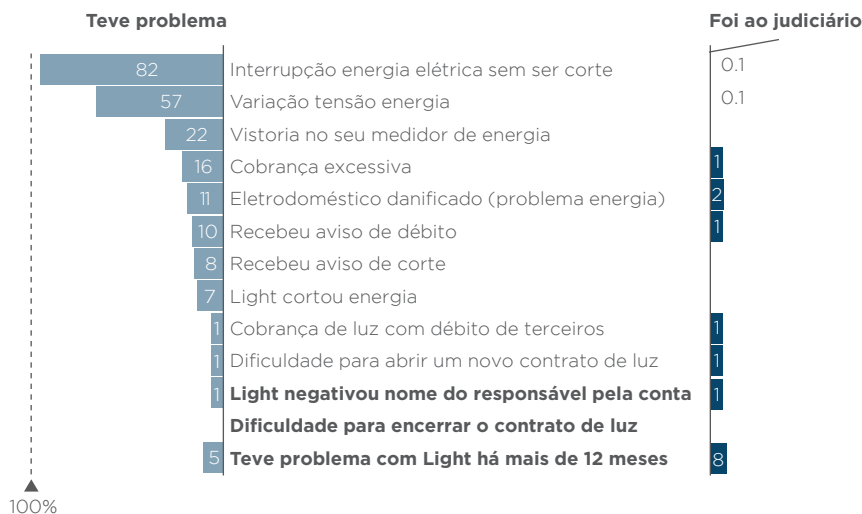 Teve problema Foi ao judiciário
82 Interrupção energia elétrica sem ser corte 0.1
57 Variação tensão energia 0.1
22 Vistoria no seu medidor de energia
16 Cobrança excessiva 1
11 Eletrodoméstico danificado (problema energia) 2
10 Recebeu aviso de débito 1
8 Recebeu aviso de corte
7 Light cortou energia
1 Cobrança de luz com débito de terceiros 1
1 Dificuldade para abrir um novo contrato de luz 1
1 Light negativou nome do responsável pela conta 1
Dificuldade para encerrar o contrato de luz
5 Teve problema com Light há mais de 12 meses 8
100%